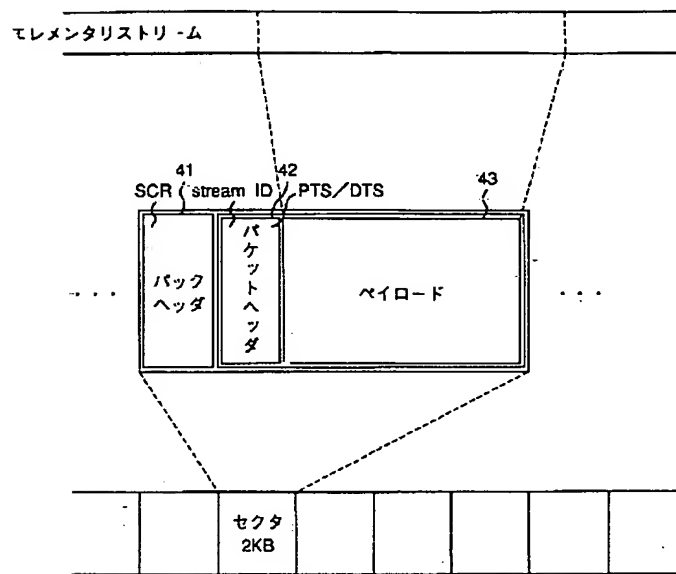 エレメンタリストリーム
41
42
43
SCR
stream ID
PTS/DTS
パック
ヘッダ
パケットヘッダ
ペイロード
・・・
・・・
セクタ
2KB